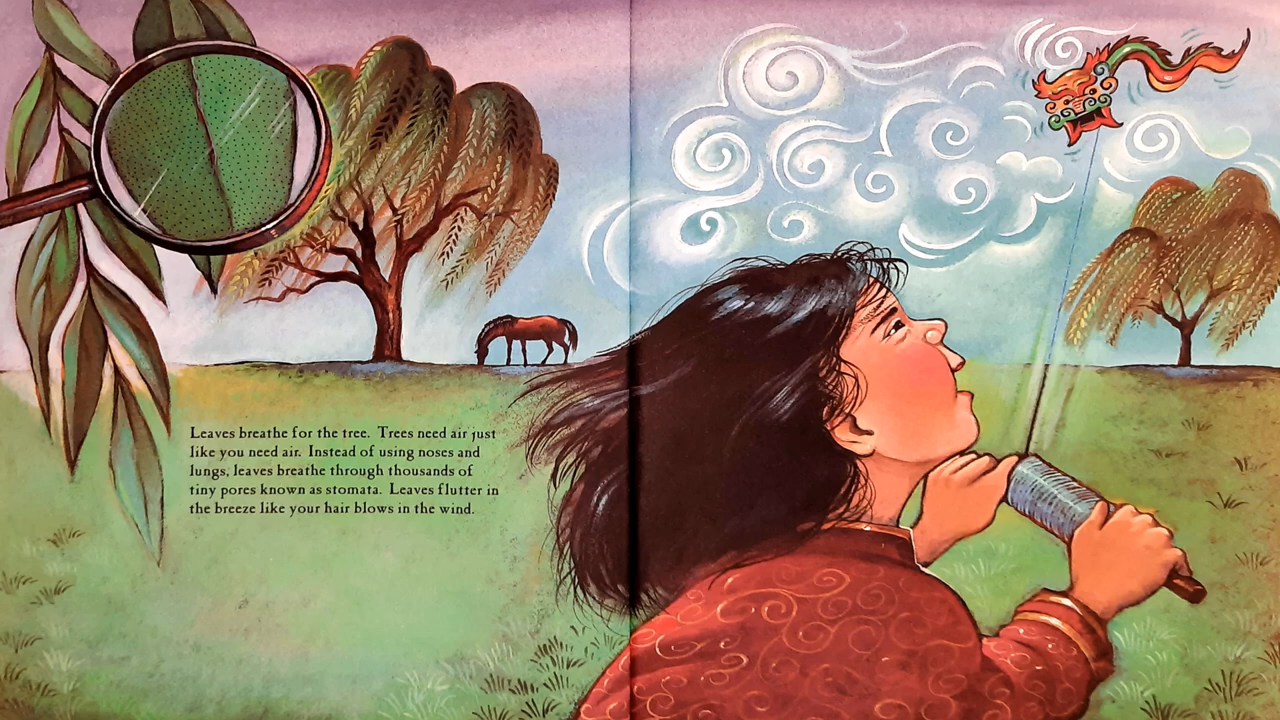 Leaves breathe for the tree. Trees need air just
like you need air. Instead of using noses and
lungs, leaves breathe through thousands of
tiny pores known as stomata. Leaves flutter in
the breeze like your hair blows in the wind.